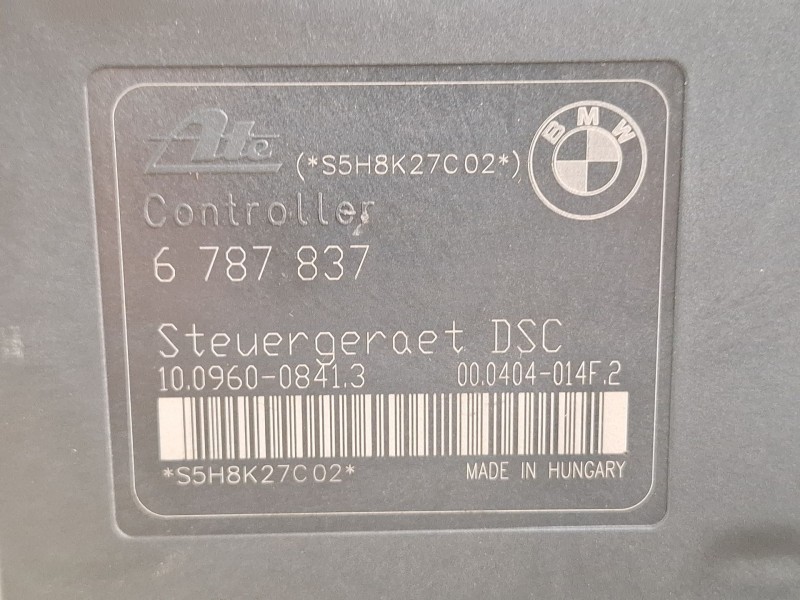 Ate (*S5H8K27C02*)
BMW
Controller
6 787 837
Steuergeraet DSC
10.0960-0841.3 00.0404-014F.2
*S5H8K27C02* MADE IN HUNGARY